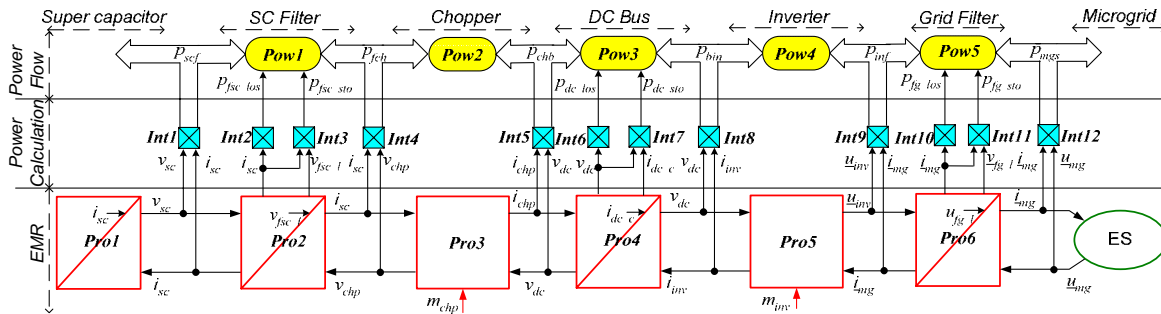 Super capacitor SC Filter Chopper DC Bus Inverter Grid Filter Microgrid
Power Flow
p_scf Pow1 p_fch Pow2 p_chb Pow3 p_bin Pow4 p_inf Pow5 p_mgs
p_fsc_los p_fsc_sto p_dc_los p_dc_sto p_fg_los p_fg_sto
Power Calculation
Int1 Int2 Int3 Int4 Int5 Int6 Int7 Int8 Int9 Int10 Int11 Int12
v_sc i_sc i_sc v_fsc_l i_sc v_chp i_chp v_dc v_dc i_dc_c v_dc i_inv u_inv i_mg i_mg v_fg_l i_mg u_mg
EMR
v_sc i_sc i_chp v_dc u_inv i_mg
i_sc v_fsc_l i_dc_c u_fg_l
Pro1 Pro2 Pro3 Pro4 Pro5 Pro6 ES
i_sc v_chp v_dc i_inv i_mg u_mg
m_chp m_inv